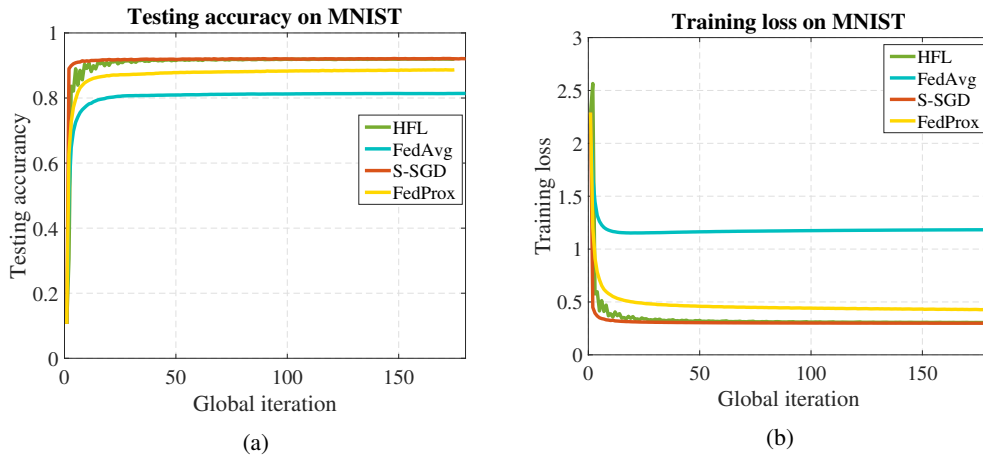 Testing accuracy on MNIST
Testing accurancy
1
0.8
0.6
0.4
0.2
0
HFL
FedAvg
S-SGD
FedProx
0 50 100 150
Global iteration
(a)
Training loss on MNIST
Training loss
3
2.5
2
1.5
1
0.5
0
HFL
FedAvg
S-SGD
FedProx
0 50 100 150
Global iteration
(b)